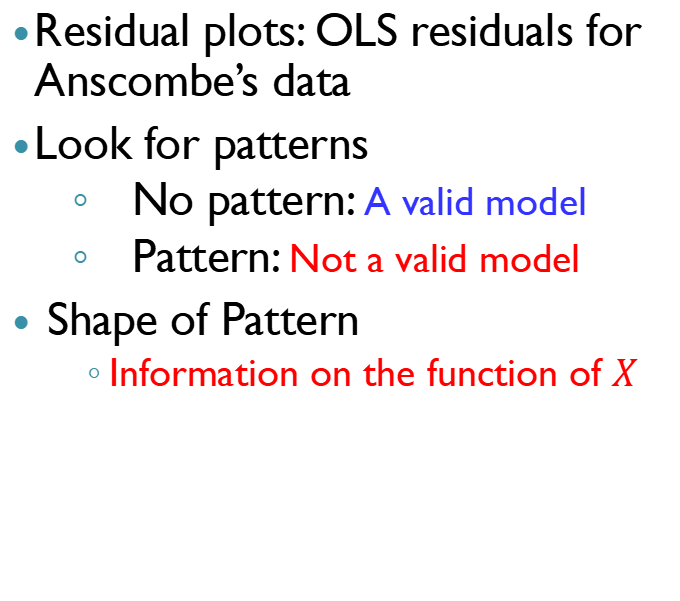 •Residual plots: OLS residuals for
Anscombe’s data
•Look for patterns
◦ No pattern: A valid model
◦ Pattern: Not a valid model
• Shape of Pattern
◦ Information on the function of X